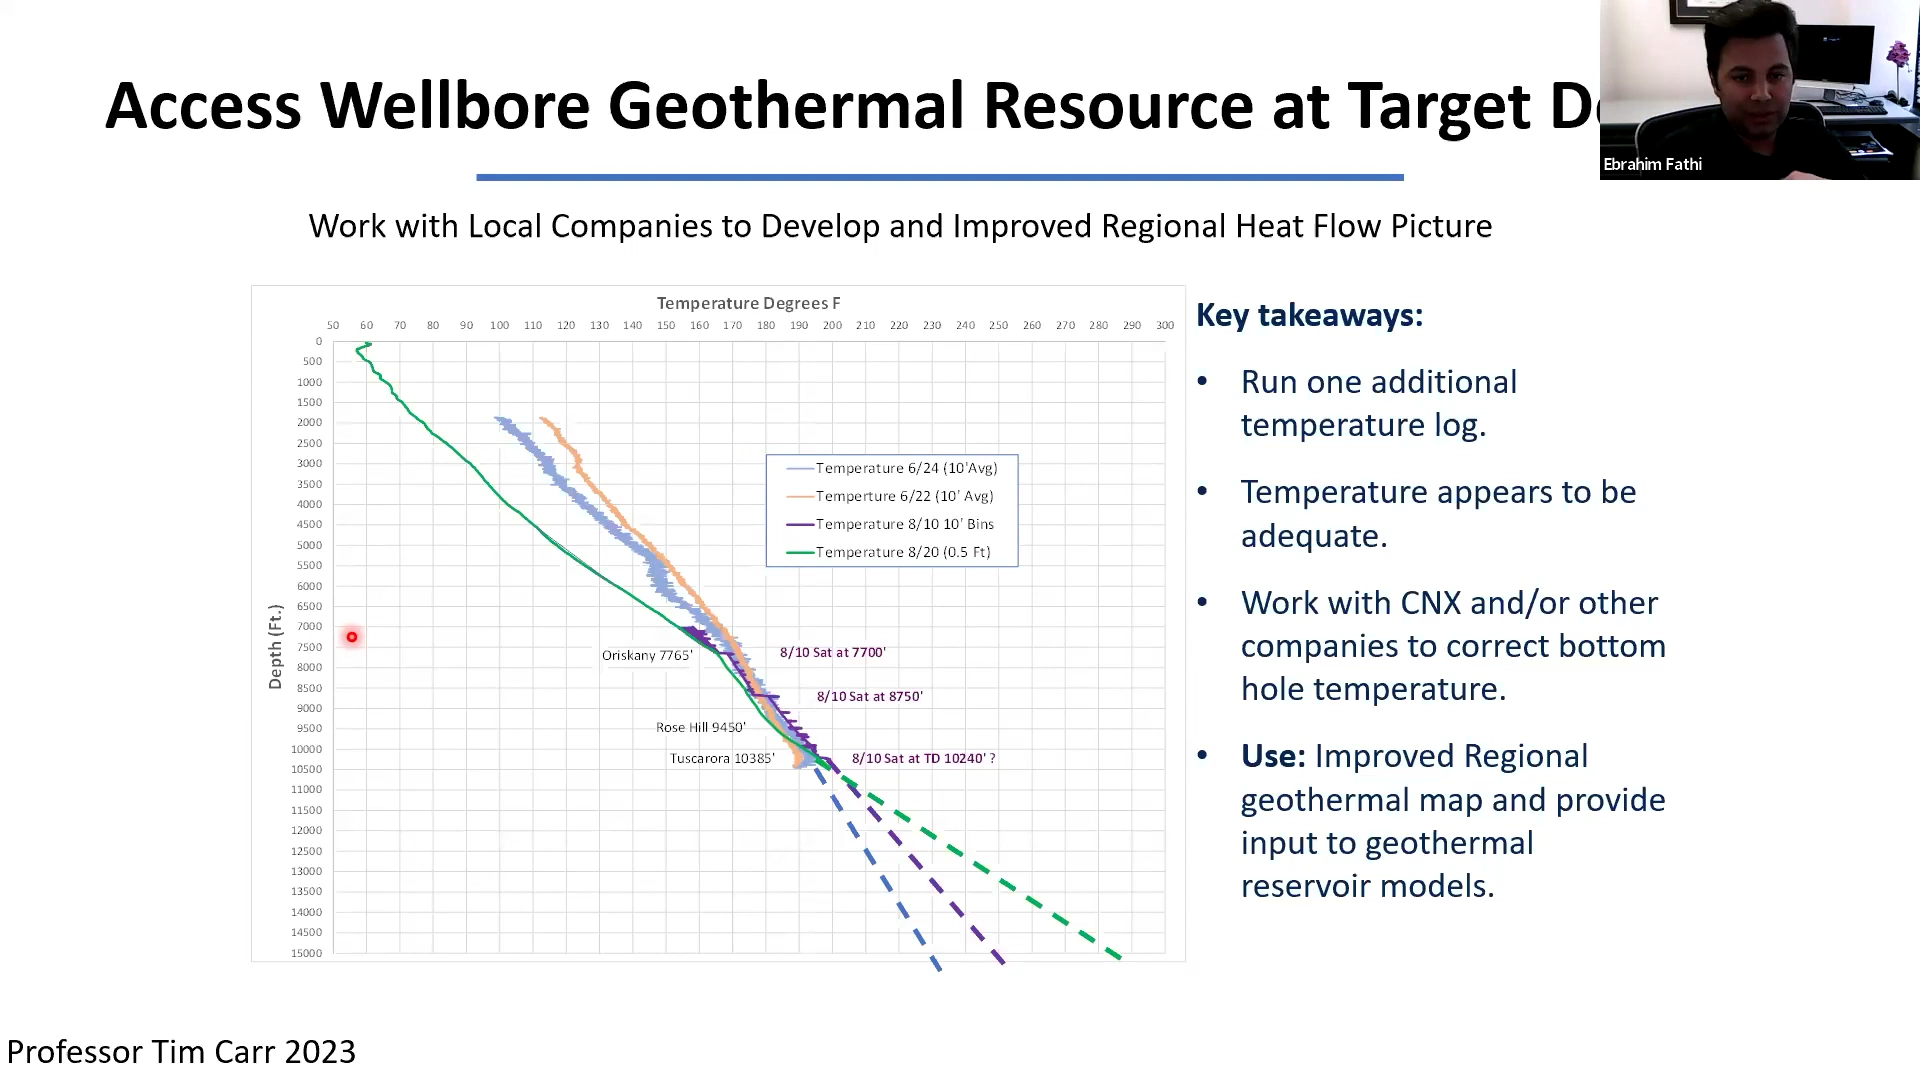 Access Wellbore Geothermal Resource at Target
Ebrahim Fathi
Work with Local Companies to Develop and Improved Regional Heat Flow Picture
Temperature Degrees F
50 60 70 80 90 100 110 120 130 140 150 160 170 180 190 200 210 220 230 240 250 260 270 280 290 300
Depth (Ft.)
0
500
1000
1500
2000
2500
3000
3500
4000
4500
5000
5500
6000
6500
7000
7500
8000
8500
9000
9500
10000
10500
11000
11500
12000
12500
13000
13500
14000
14500
15000
Temperature 6/24 (10'Avg)
Temperture 6/22 (10' Avg)
Temperature 8/10 10' Bins
Temperature 8/20 (0.5 Ft)
Oriskany 7765'
8/10 Sat at 7700'
8/10 Sat at 8750'
Rose Hill 9450'
Tuscarora 10385'
8/10 Sat at TD 10240' ?
Key takeaways:
• Run one additional
temperature log.
• Temperature appears to be
adequate.
• Work with CNX and/or other
companies to correct bottom
hole temperature.
• Use: Improved Regional
geothermal map and provide
input to geothermal
reservoir models.
Professor Tim Carr 2023